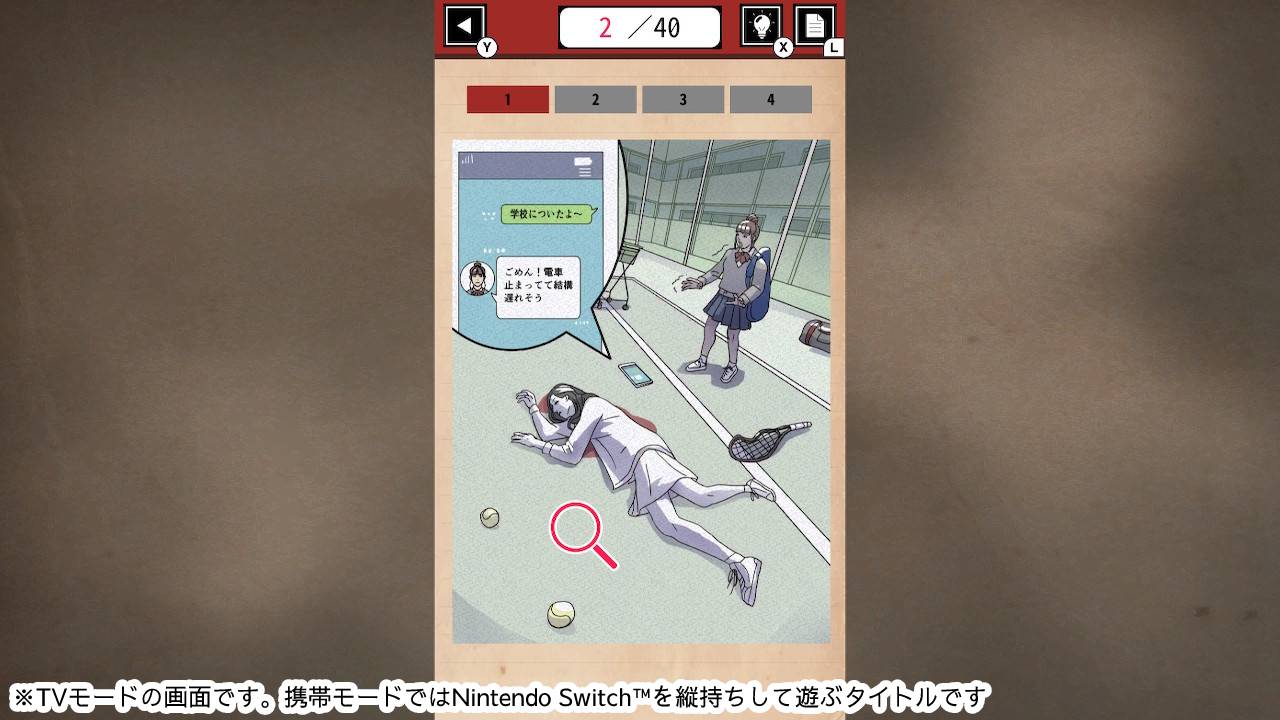 2 ／40
Y
X
L
1
2
3
4
学校についたよ～
ごめん！電車
止まってて結構
遅れそう
※TVモードの画面です。携帯モードではNintendo Switch™を縦持ちして遊ぶタイトルです